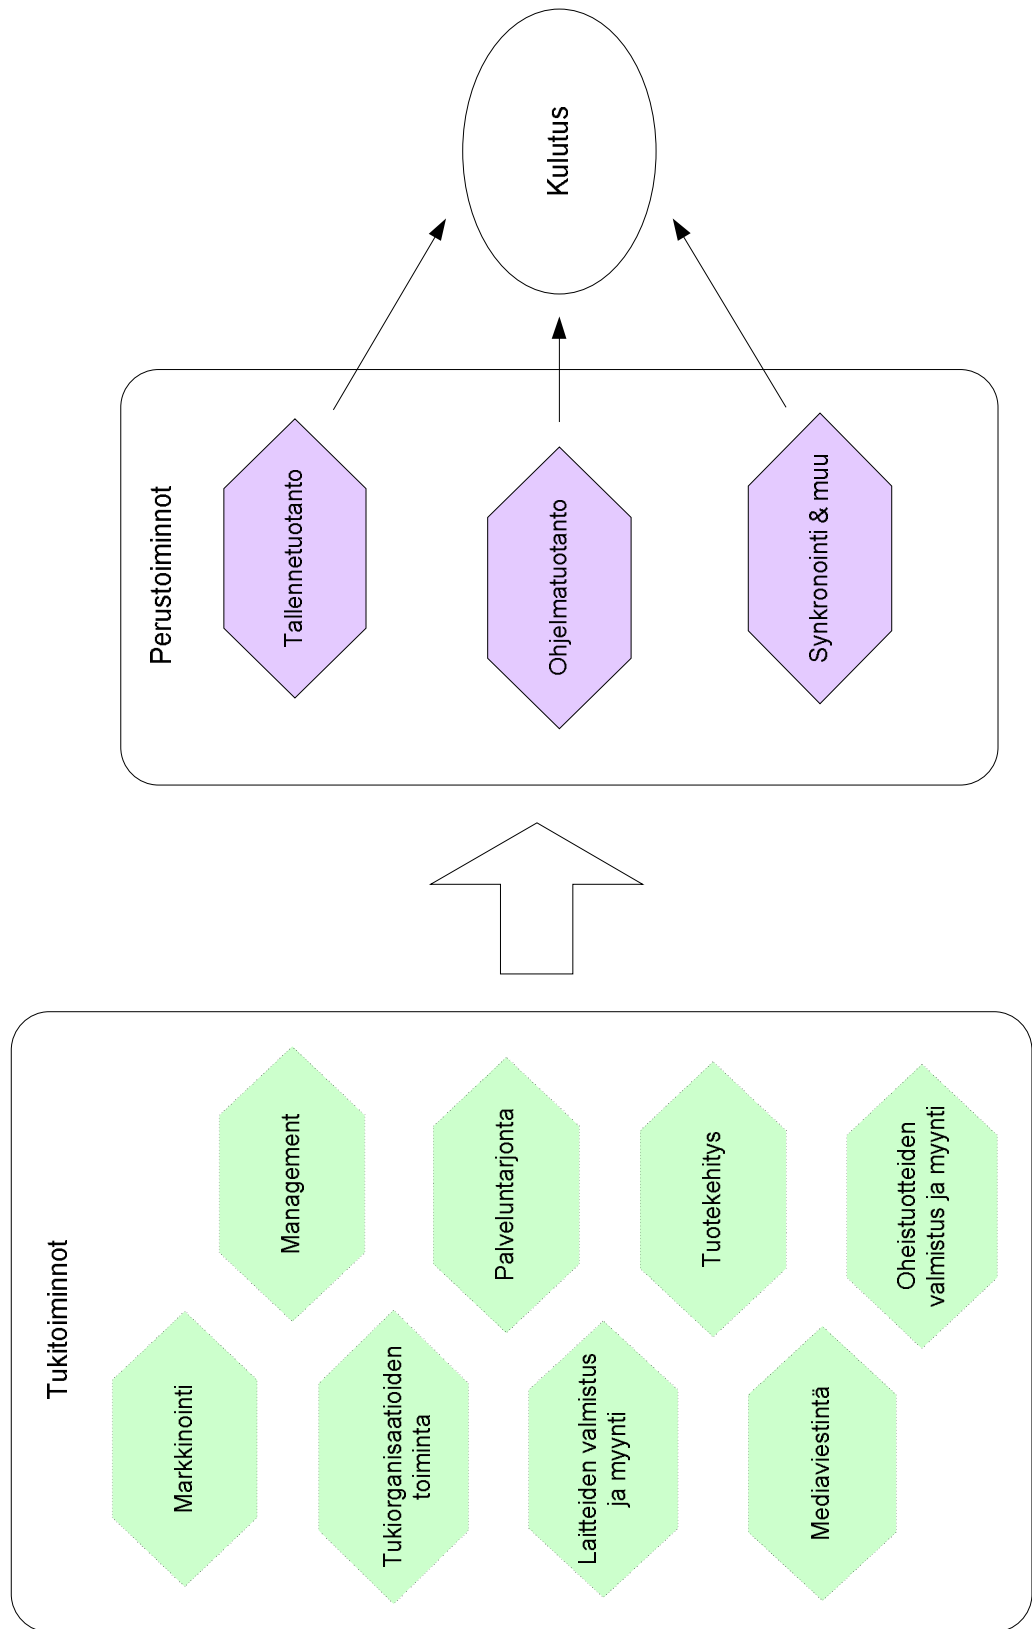 Tukitoiminnot
Markkinointi
Management
Tukiorganisaatioiden
toiminta
Palveluntarjonta
Laitteiden valmistus
ja myynti
Tuotekehitys
Mediaviestintä
Oheistuotteiden
valmistus ja myynti
Perustoiminnot
Tallennetuotanto
Ohjelmatuotanto
Synkronointi & muu
Kulutus